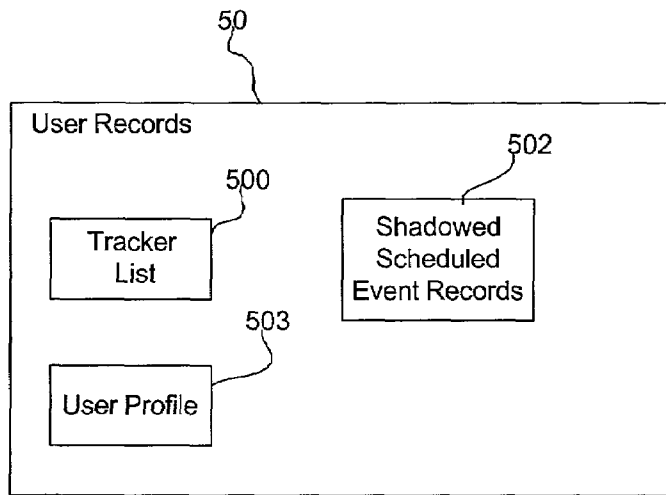 50
User Records
502
500
Tracker
List
Shadowed
Scheduled
Event Records
503
User Profile